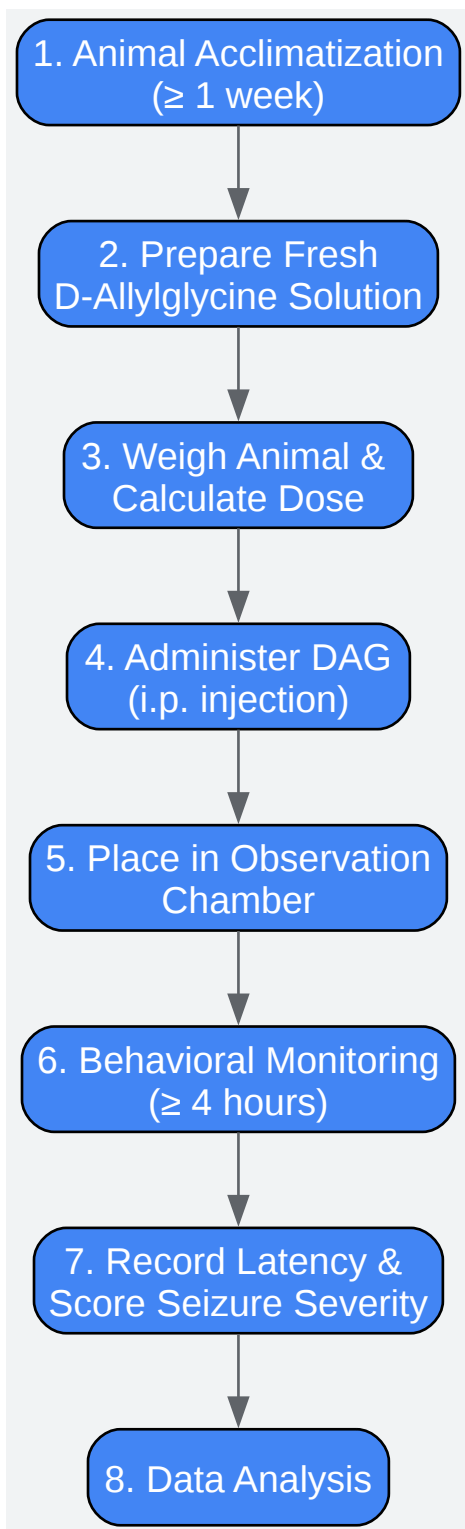 1. Animal Acclimatization
(≥ 1 week)
2. Prepare Fresh
D-Allylglycine Solution
3. Weigh Animal &
Calculate Dose
4. Administer DAG
(i.p. injection)
5. Place in Observation
Chamber
6. Behavioral Monitoring
(≥ 4 hours)
7. Record Latency &
Score Seizure Severity
8. Data Analysis